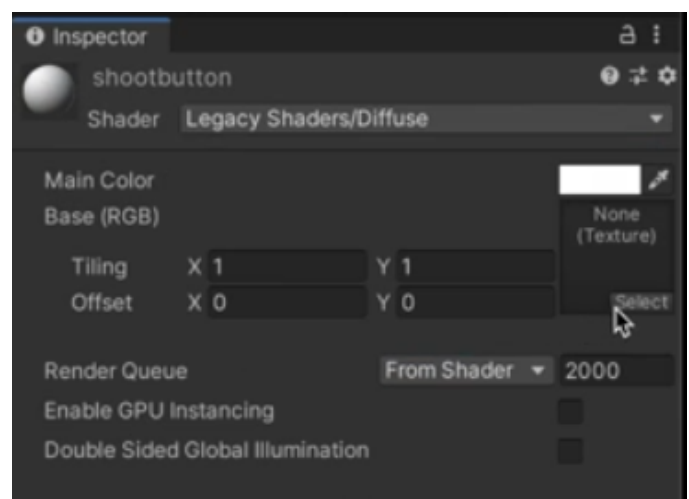 Inspector
shootbutton
Shader Legacy Shaders/Diffuse
Main Color
Base (RGB)
None
(Texture)
Tiling X 1 Y 1
Offset X 0 Y 0
Select
Render Queue From Shader 2000
Enable GPU Instancing
Double Sided Global Illumination